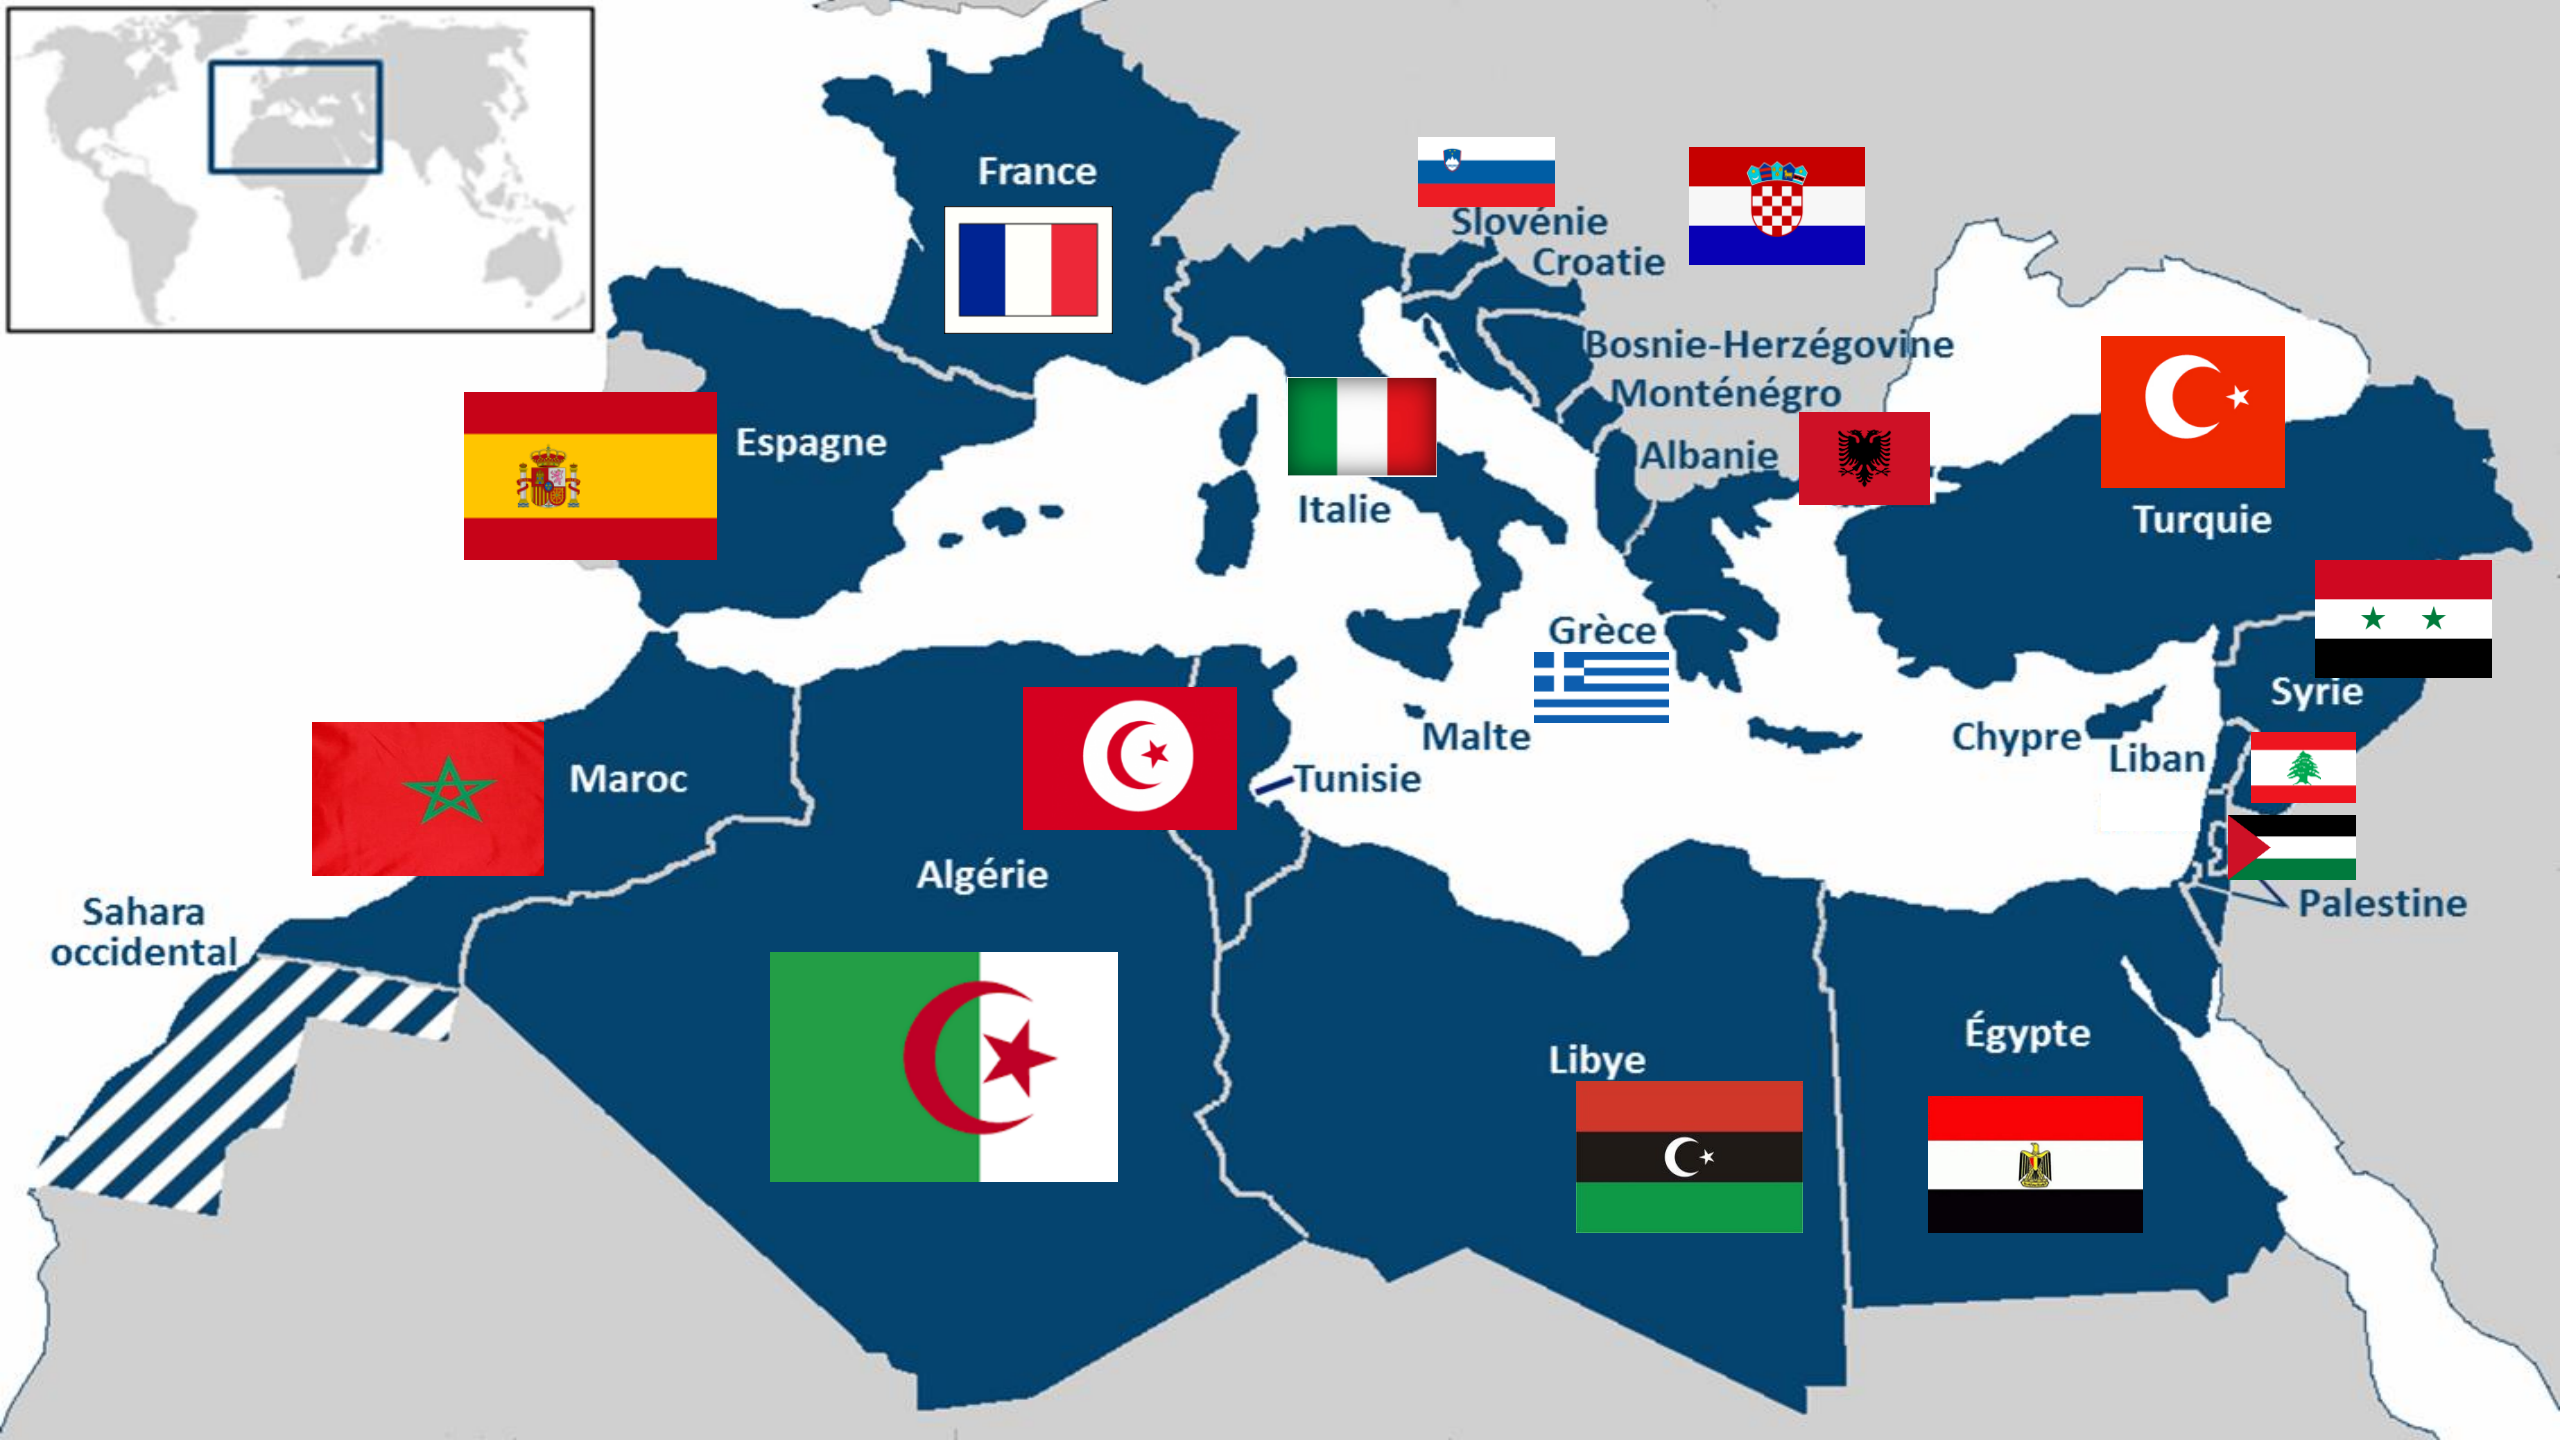 France
Slovénie
Croatie
Bosnie-Herzégovine
Monténégro
Espagne
Albanie
Italie
Turquie
Grèce
Syrie
Malte
Chypre
Liban
Maroc
Tunisie
Algérie
Palestine
Sahara
occidental
Égypte
Libye